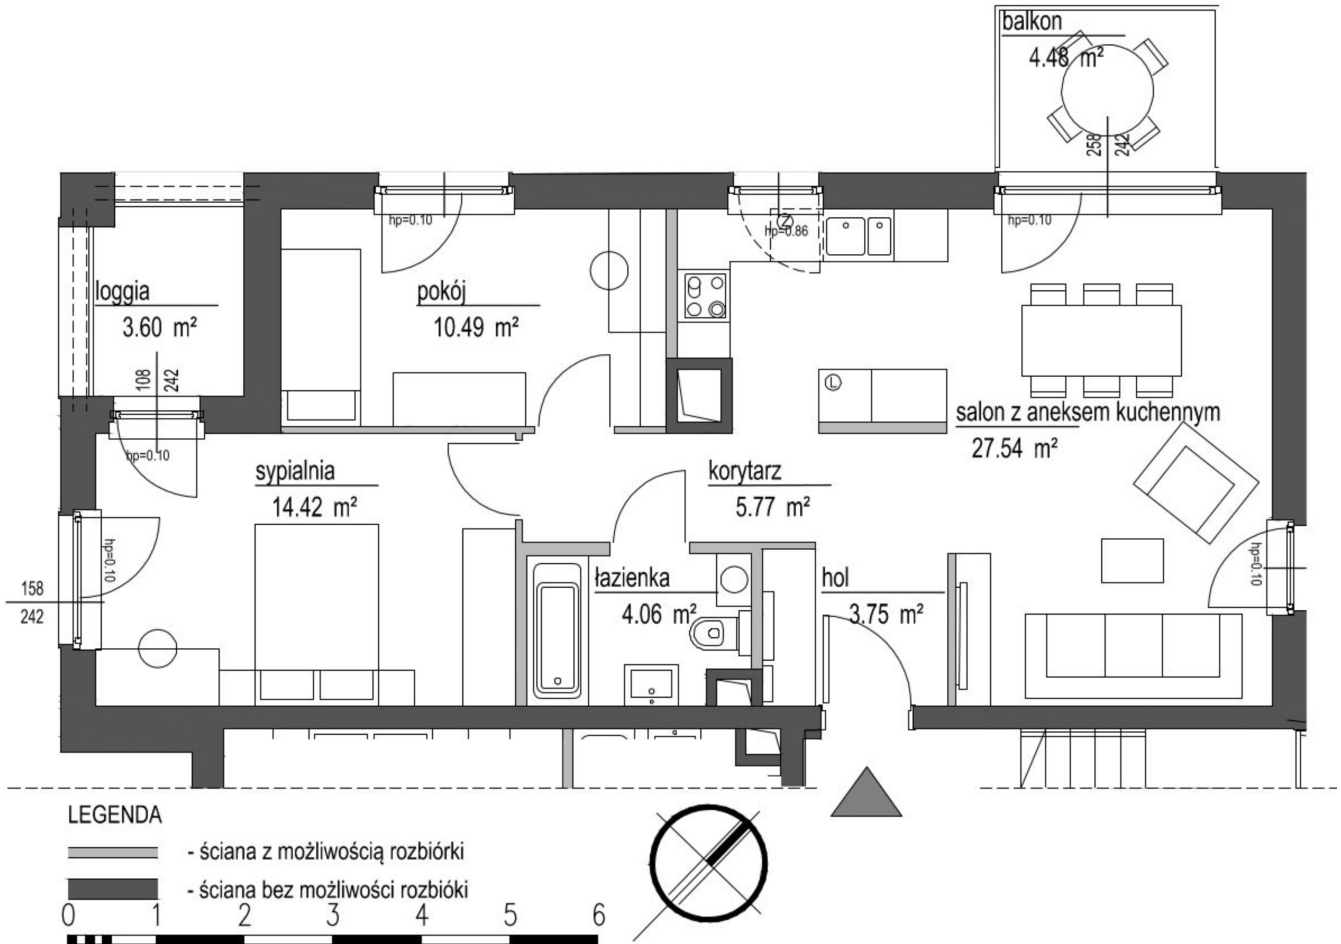 balkon
4.48 m²
258
242
hp=0.10
hp=0.86
Z
hp=0.10
loggia
3.60 m²
pokój
10.49 m²
108
242
hp=0.10
L
salon z aneksem kuchennym
27.54 m²
sypialnia
14.42 m²
korytarz
5.77 m²
hp=0.10
hp=0.10
158
242
łazienka
4.06 m²
hol
3.75 m²
LEGENDA
- ściana z możliwością rozbiórki
- ściana bez możliwości rozbióki
0 1 2 3 4 5 6